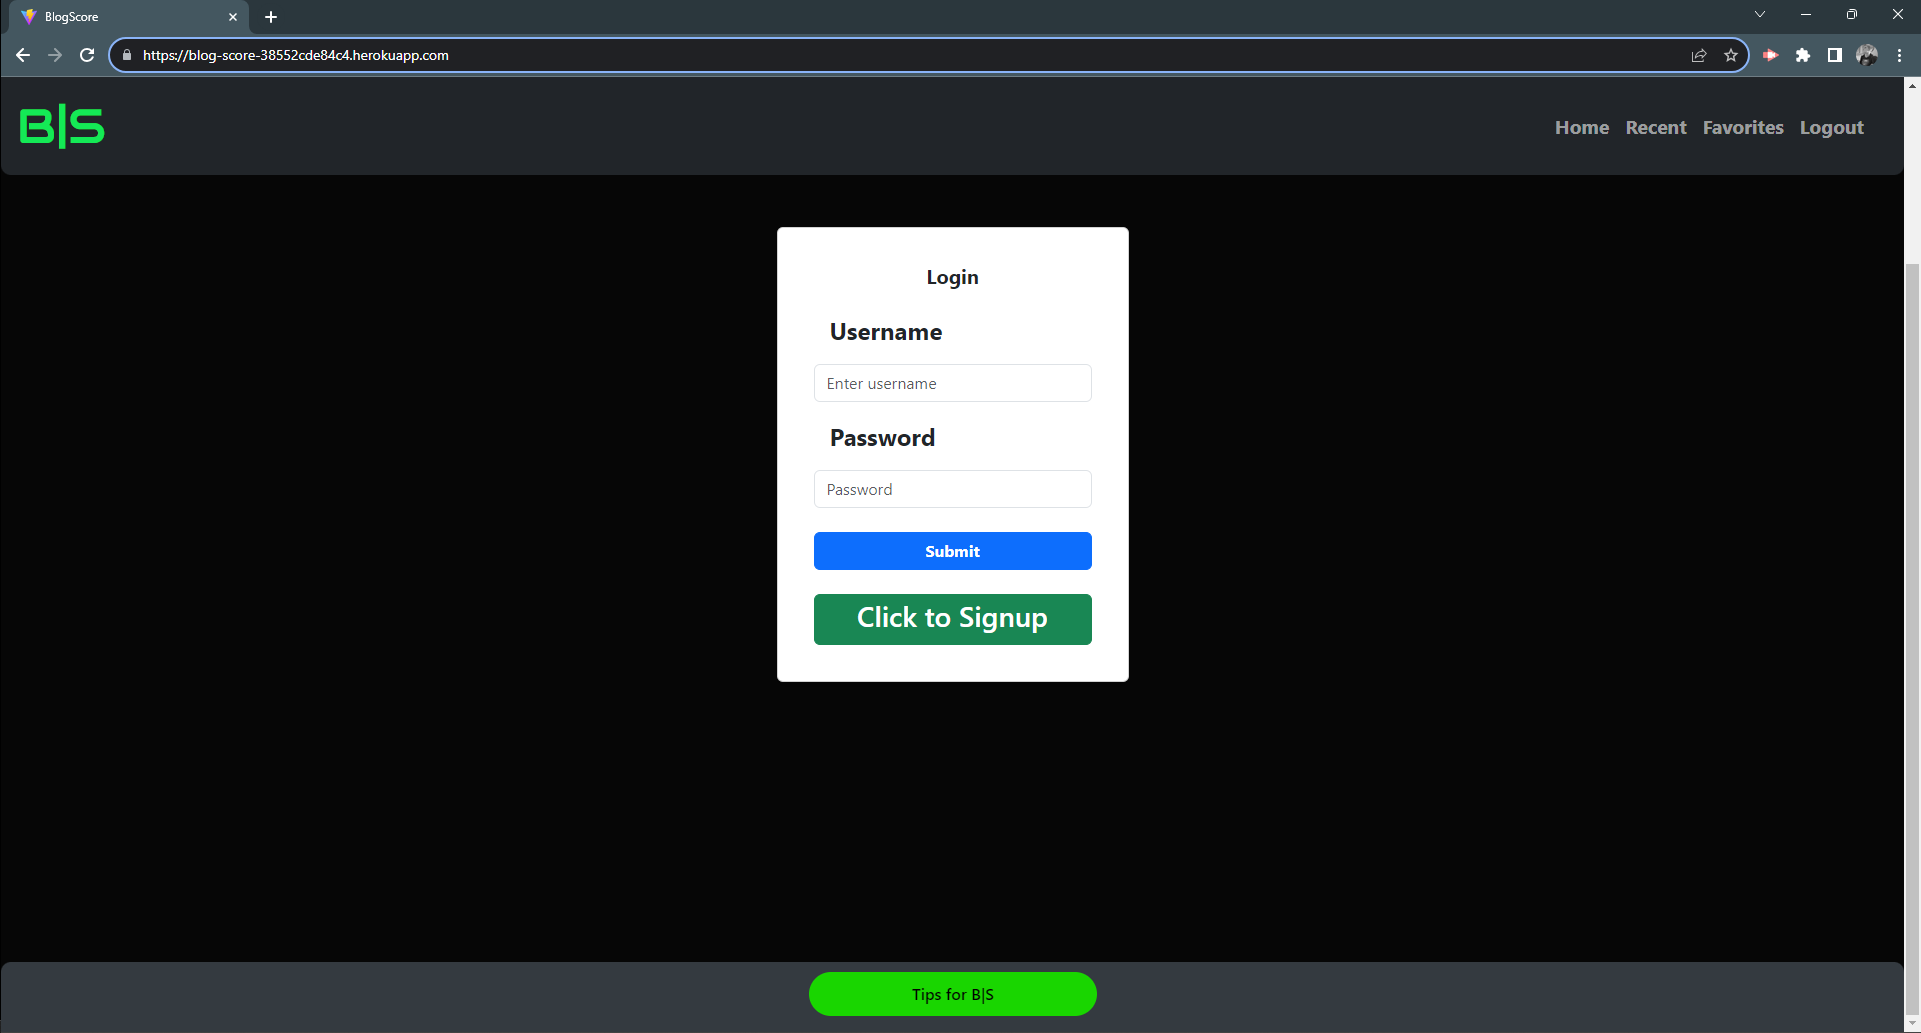 BlogScore
https://blog-score-38552cde84c4.herokuapp.com
B|S
Home Recent Favorites Logout
Login
Username
Enter username
Password
Password
Submit
Click to Signup
Tips for B|S